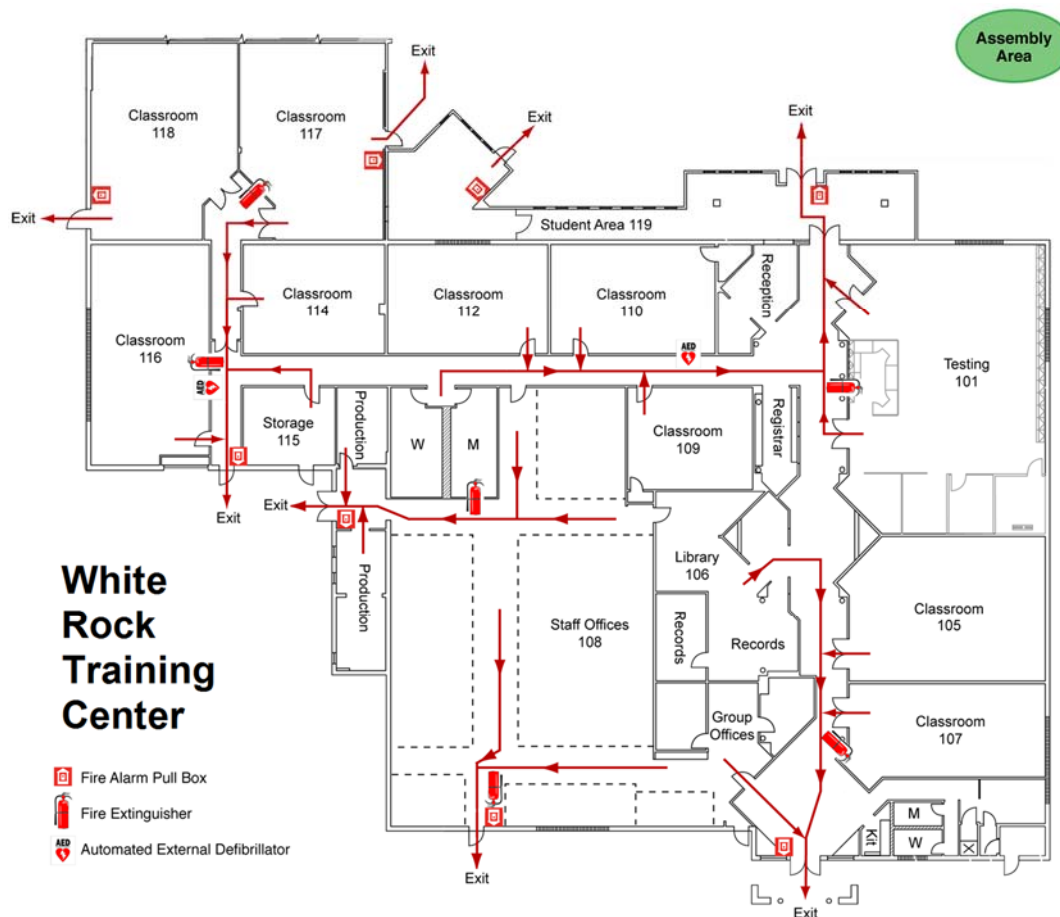 Assembly
Area
Exit
Exit
Exit
Exit
Classroom
118
Classroom
117
Student Area 119
Classroom
116
Classroom
114
Classroom
112
Classroom
110
Reception
AED
AED
Testing
101
Storage
115
Production
W
M
Classroom
109
Registrar
Exit
Exit
Production
Library
106
Staff Offices
108
Records
Records
Classroom
105
Group
Offices
Classroom
107
M
W
Kit
Exit
Exit
White
Rock
Training
Center
Fire Alarm Pull Box
Fire Extinguisher
AED
Automated External Defibrillator